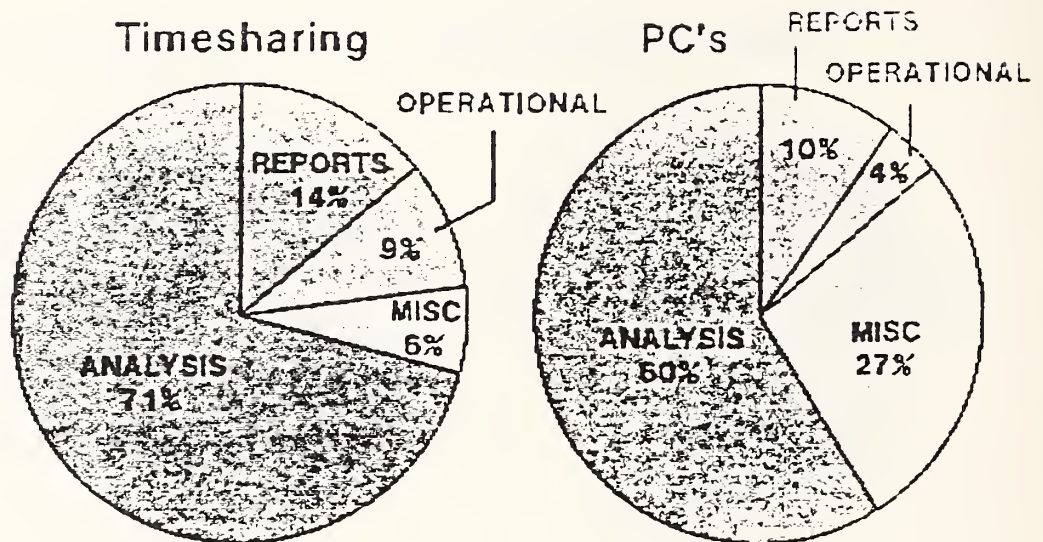 Timesharing
OPERATIONAL
REPORTS
14%
9%
MISC
6%
ANALYSIS
71%
PC's
REPORTS
OPERATIONAL
10%
4%
ANALYSIS
60%
MISC
27%